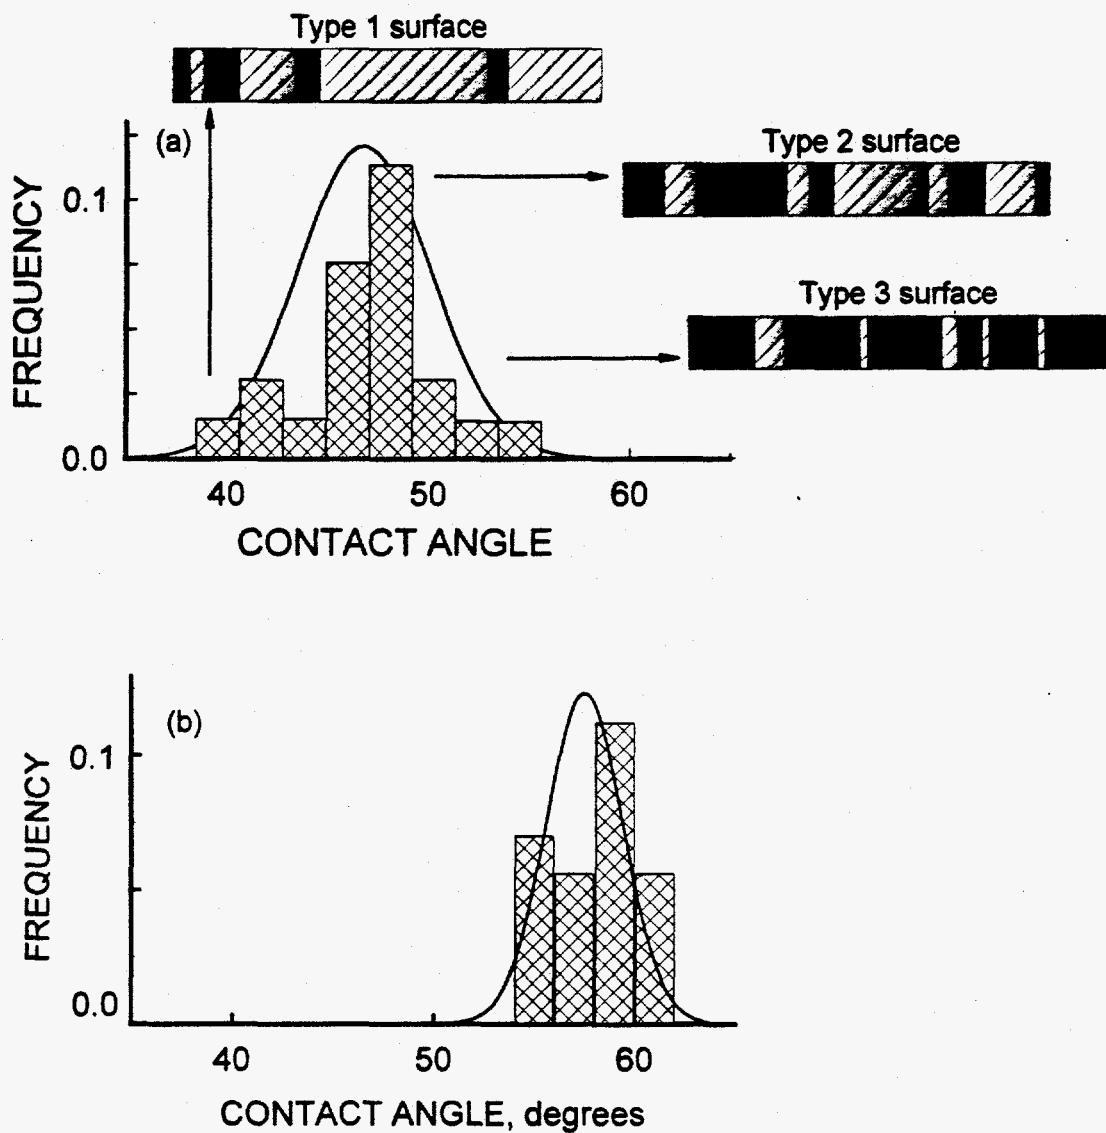 Type 1 surface
(a)
Type 2 surface
0.1
Type 3 surface
FREQUENCY
0.0
40 50 60
CONTACT ANGLE
(b)
0.1
FREQUENCY
0.0
40 50 60
CONTACT ANGLE, degrees